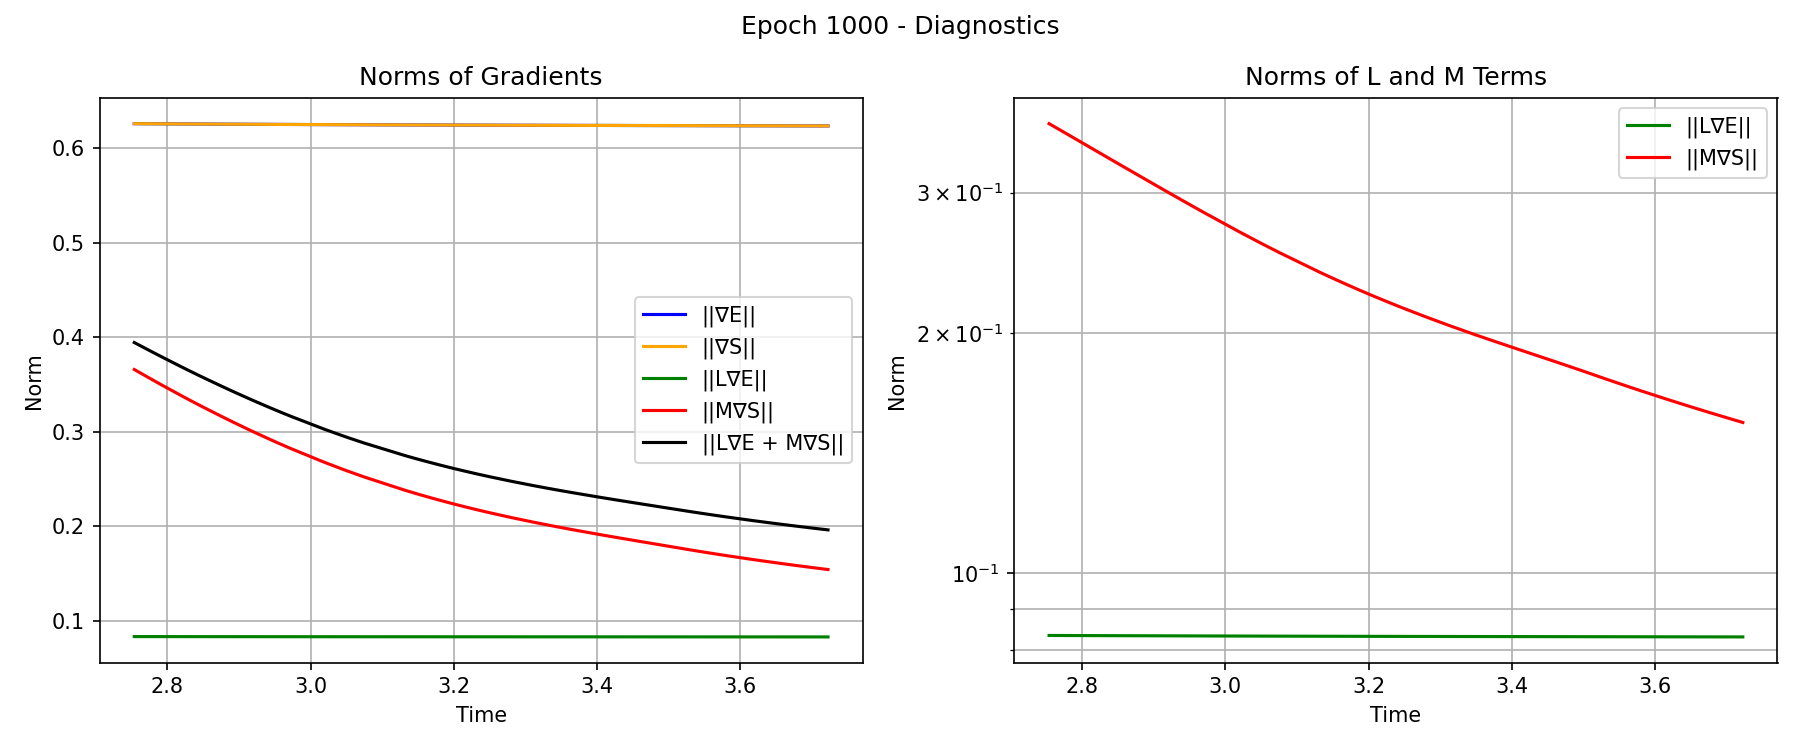 Epoch 1000 - Diagnostics
Norms of Gradients
Norm
0.6
0.5
0.4
0.3
0.2
0.1
||∇E||
||∇S||
||L∇E||
||M∇S||
||L∇E + M∇S||
2.8 3.0 3.2 3.4 3.6
Time
Norms of L and M Terms
Norm
3 × 10⁻¹
2 × 10⁻¹
10⁻¹
||L∇E||
||M∇S||
2.8 3.0 3.2 3.4 3.6
Time